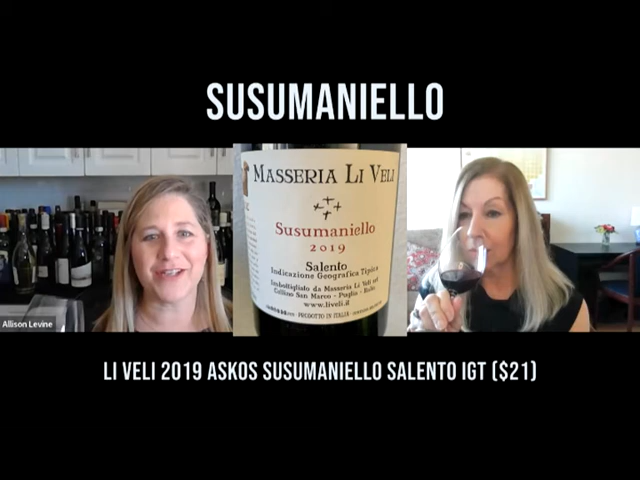 SUSUMANIELLO
MASSERIA LI VELI
Susumaniello
2019
Salento
Indicazione Geografica Tipica
Imbottigliato da Masseria Li Veli srl
Cellino San Marco - Puglia - Italia
www.liveli.it
PRODOTTO IN ITALIA
Allison Levine
LI VELI 2019 ASKOS SUSUMANIELLO SALENTO IGT ($21)